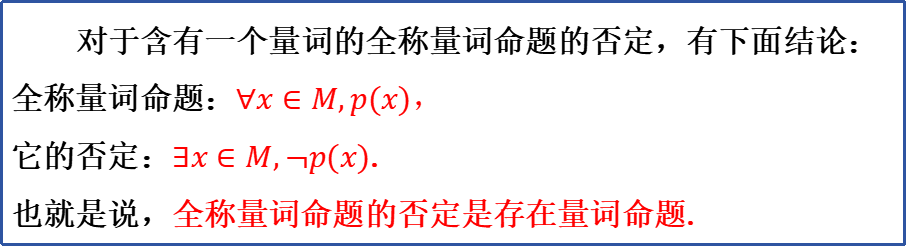 对于含有一个量词的全称量词命题的否定，有下面结论：
全称量词命题：∀x ∈ M, p(x)，
它的否定：∃x ∈ M, ¬p(x).
也就是说，全称量词命题的否定是存在量词命题.